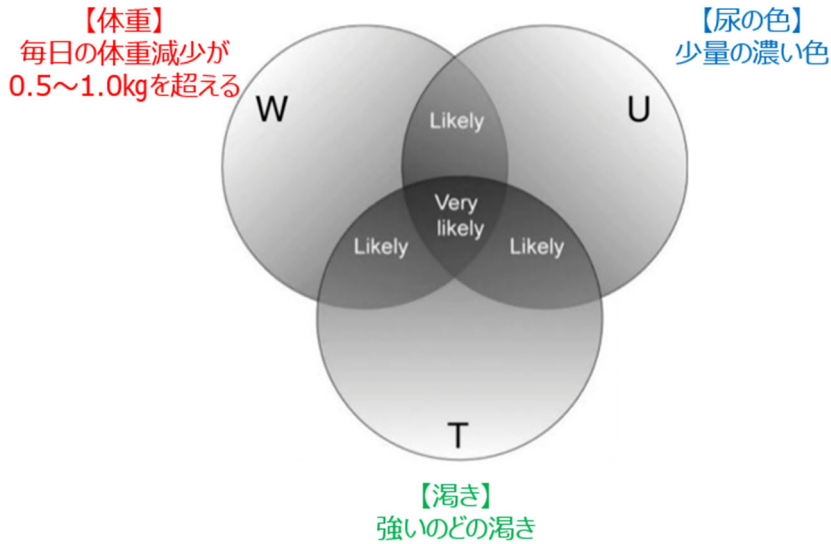 【体重】
毎日の体重減少が
0.5～1.0kgを超える
【尿の色】
少量の濃い色
W
U
Likely
Very
likely
Likely
Likely
T
【渇き】
強いのどの渇き